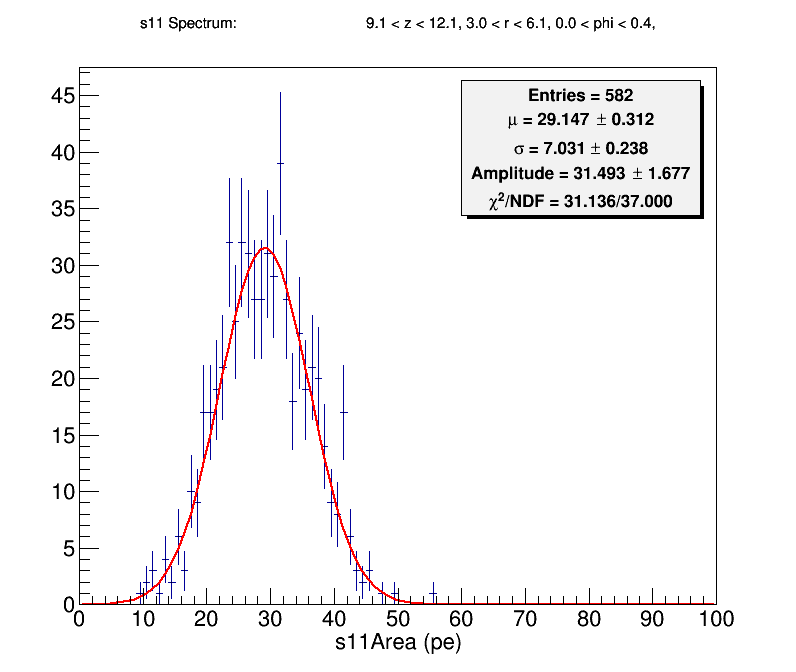 s11 Spectrum: 9.1 < z < 12.1, 3.0 < r < 6.1, 0.0 < phi < 0.4,
Entries = 582
μ = 29.147 ± 0.312
σ = 7.031 ± 0.238
Amplitude = 31.493 ± 1.677
χ²/NDF = 31.136/37.000
45
40
35
30
25
20
15
10
5
0
0 10 20 30 40 50 60 70 80 90 100
s11Area (pe)